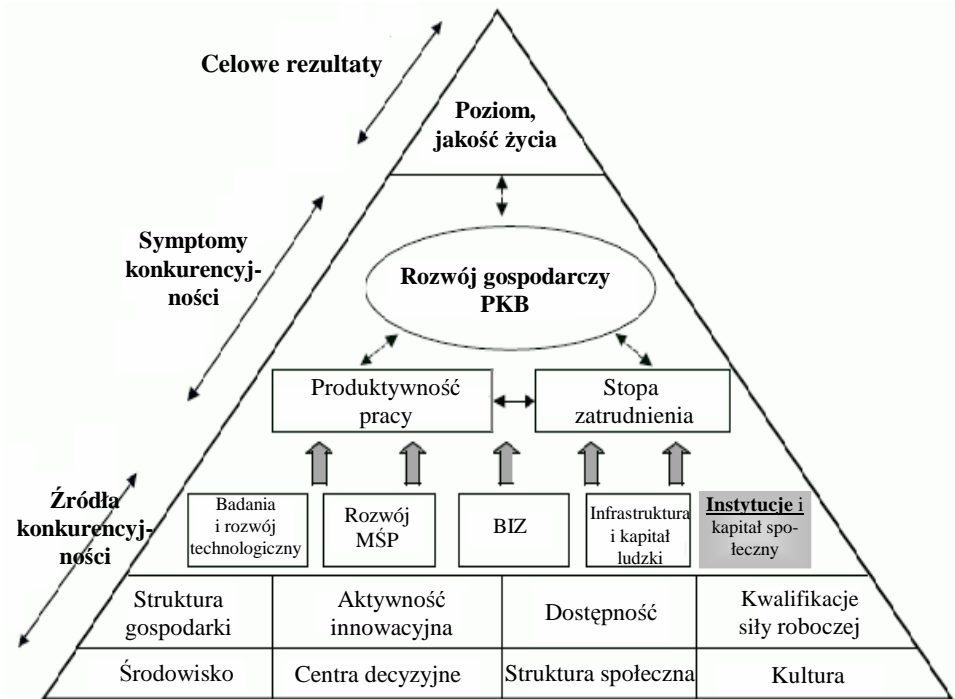 Celowe rezultaty
Poziom,
jakość życia
Symptomy
konkurencyj-
ności
Rozwój gospodarczy
PKB
Produktywność
pracy
Stopa
zatrudnienia
Źródła
konkurencyj-
ności
Badania
i rozwój
technologiczny
Rozwój
MŚP
BIZ
Infrastruktura
i kapitał
ludzki
Instytucje i
kapitał spo-
łeczny
Struktura
gospodarki
Aktywność
innowacyjna
Dostępność
Kwalifikacje
siły roboczej
Środowisko
Centra decyzyjne
Struktura społeczna
Kultura